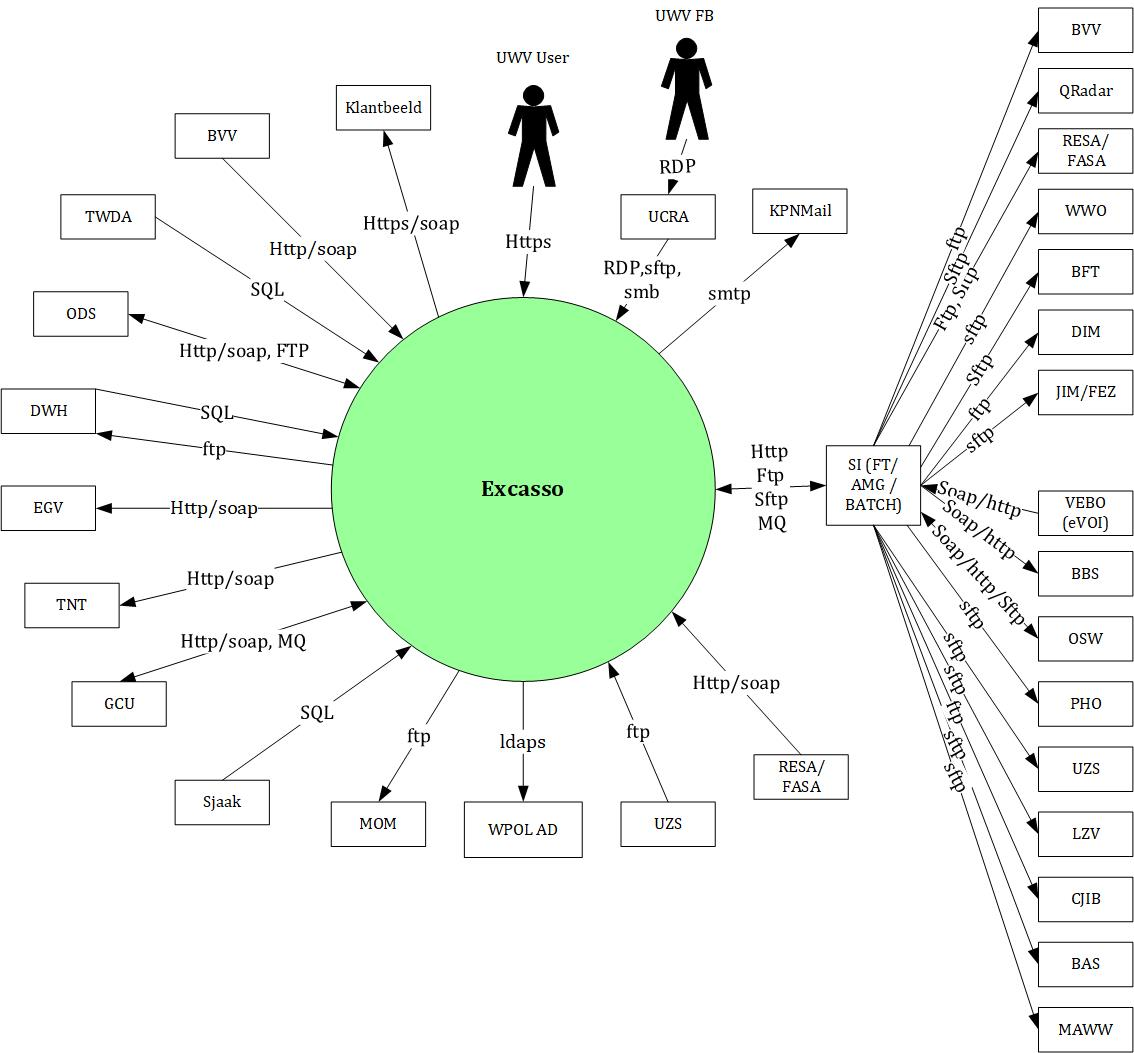 UWV FB
UWV User
BVV
Klantbeeld
QRadar
BVV
RESA/
FASA
RDP
TWDA
UCRA
KPNMail
WWO
Https/soap
Http/soap
Https
ftp
Sftp
Ftp, Sftp
RDP,sftp,
smb
SQL
smtp
BFT
ODS
sftp
DIM
Http/soap, FTP
Sftp
JIM/FEZ
DWH
SQL
ftp
sftp
ftp
Http
Ftp
Sftp
MQ
SI (FT/
AMG /
BATCH)
Excasso
EGV
Http/soap
Soap/http
VEBO
(eVOI)
Soap/http
BBS
Http/soap
TNT
Soap/http/Sftp
sftp
OSW
Http/soap, MQ
sftp
GCU
Http/soap
sftp
PHO
SQL
ftp
ftp
ldaps
ftp
sftp
UZS
RESA/
FASA
sftp
Sjaak
MOM
WPOL AD
UZS
LZV
CJIB
BAS
MAWW